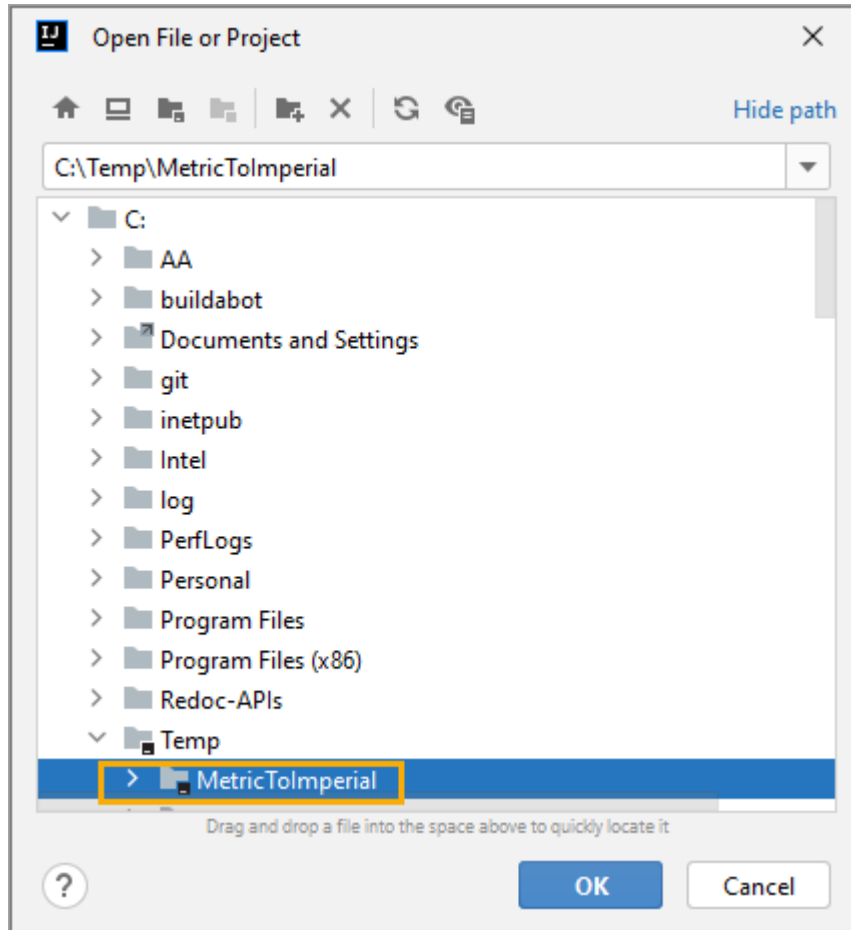 IJ
Open File or Project
Hide path
C:\Temp\MetricToImperial
C:
AA
buildabot
Documents and Settings
git
inetpub
Intel
log
PerfLogs
Personal
Program Files
Program Files (x86)
Redoc-APIs
Temp
MetricToImperial
Drag and drop a file into the space above to quickly locate it
?
OK
Cancel